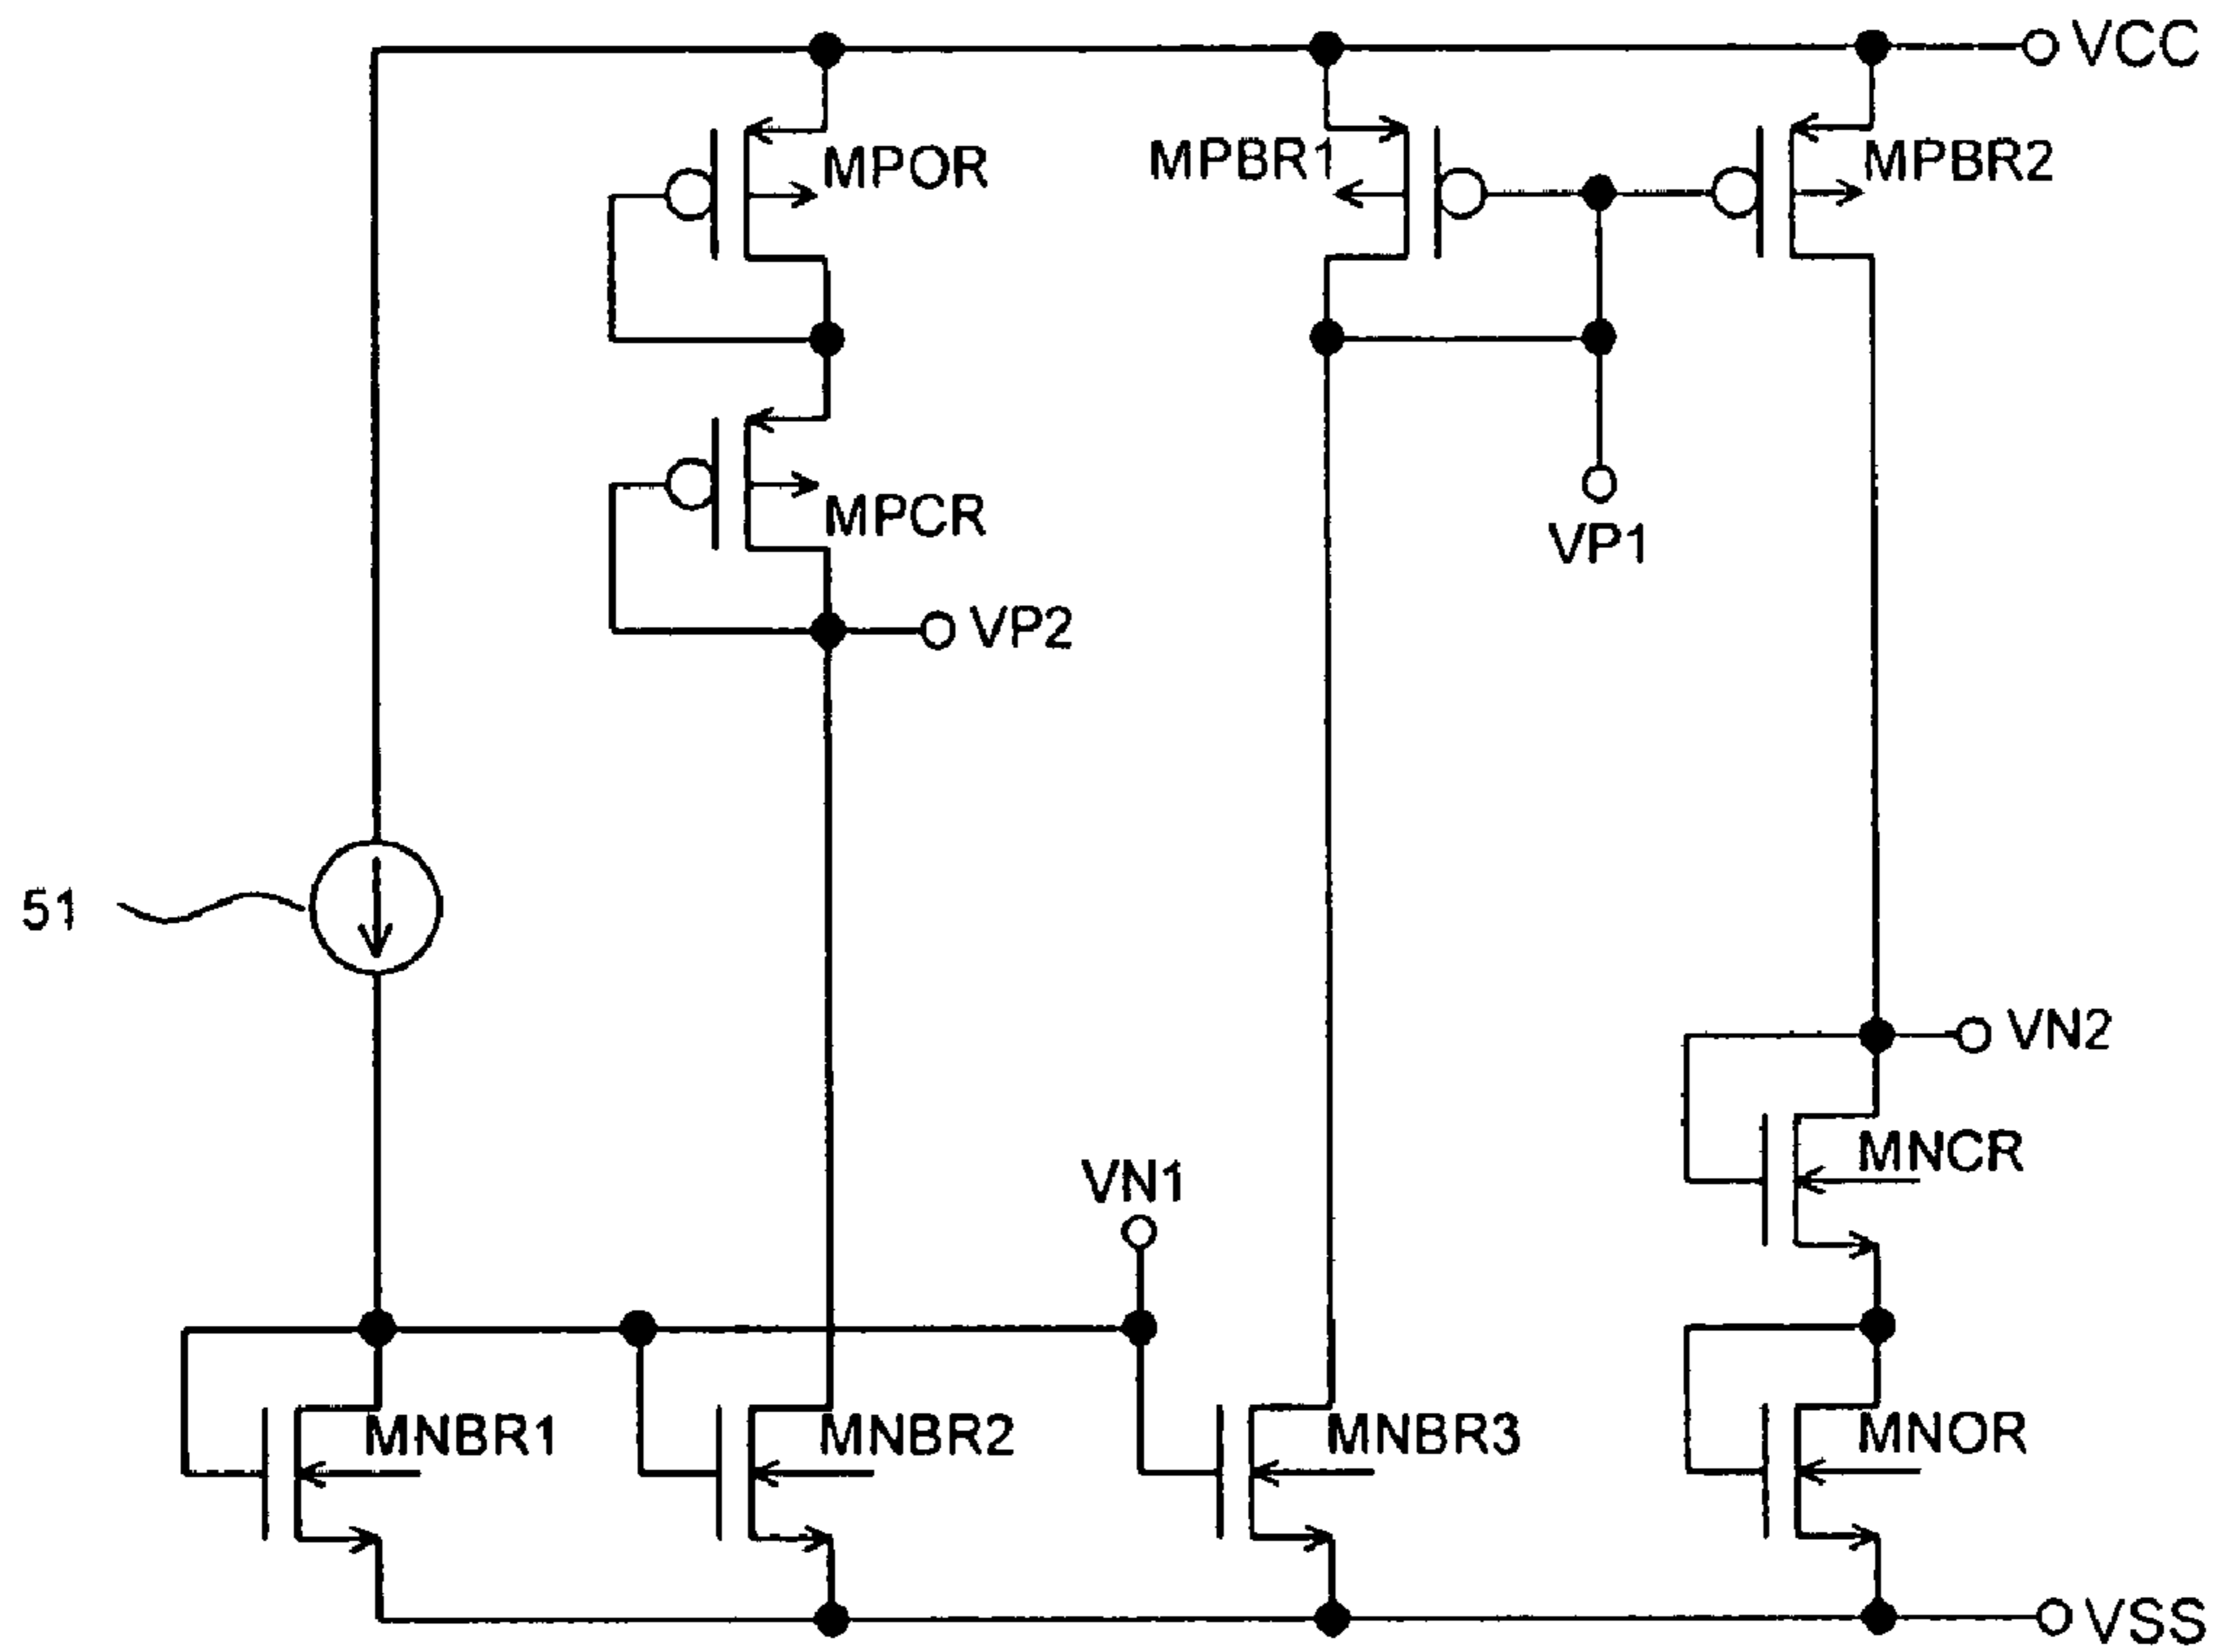 VCC
MPOR
MPBR1
MPBR2
MPCR
VP1
VP2
51
VN2
MNCR
VN1
MNBR1
MNBR2
MNBR3
MNOR
VSS